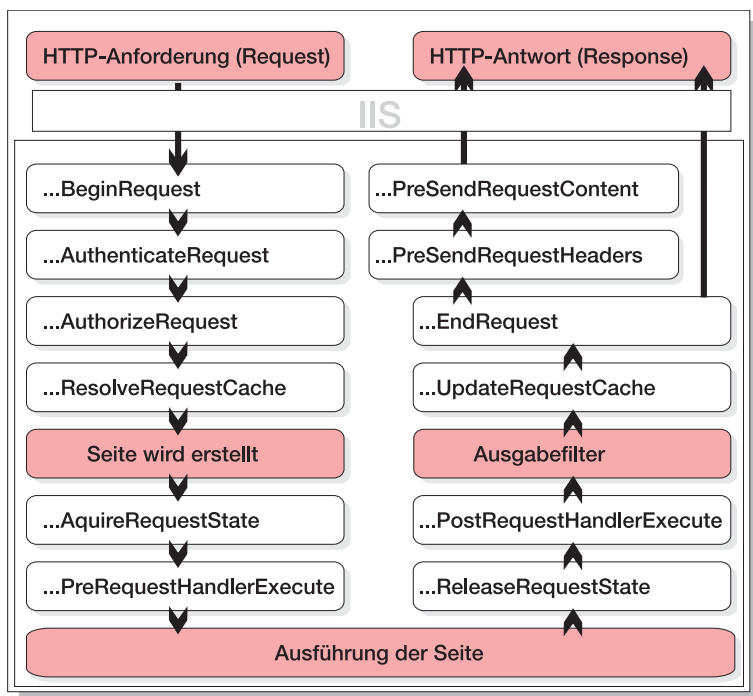 HTTP-Anforderung (Request)
HTTP-Antwort (Response)
IIS
...BeginRequest
...AuthenticateRequest
...AuthorizeRequest
...ResolveRequestCache
Seite wird erstellt
...AquireRequestState
...PreRequestHandlerExecute
...PreSendRequestContent
...PreSendRequestHeaders
...EndRequest
...UpdateRequestCache
Ausgabefilter
...PostRequestHandlerExecute
...ReleaseRequestState
Ausführung der Seite